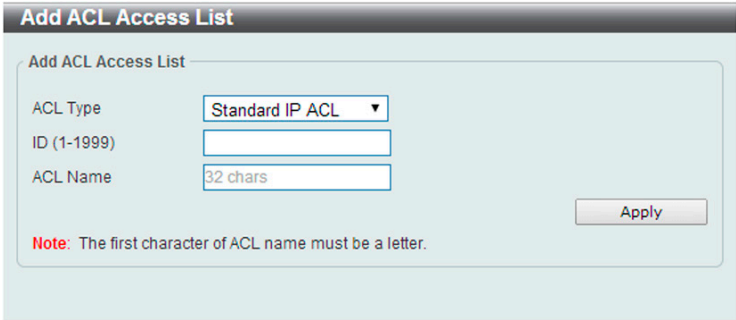 Add ACL Access List
Add ACL Access List
ACL Type Standard IP ACL
ID (1-1999)
ACL Name 32 chars
Apply
Note: The first character of ACL name must be a letter.